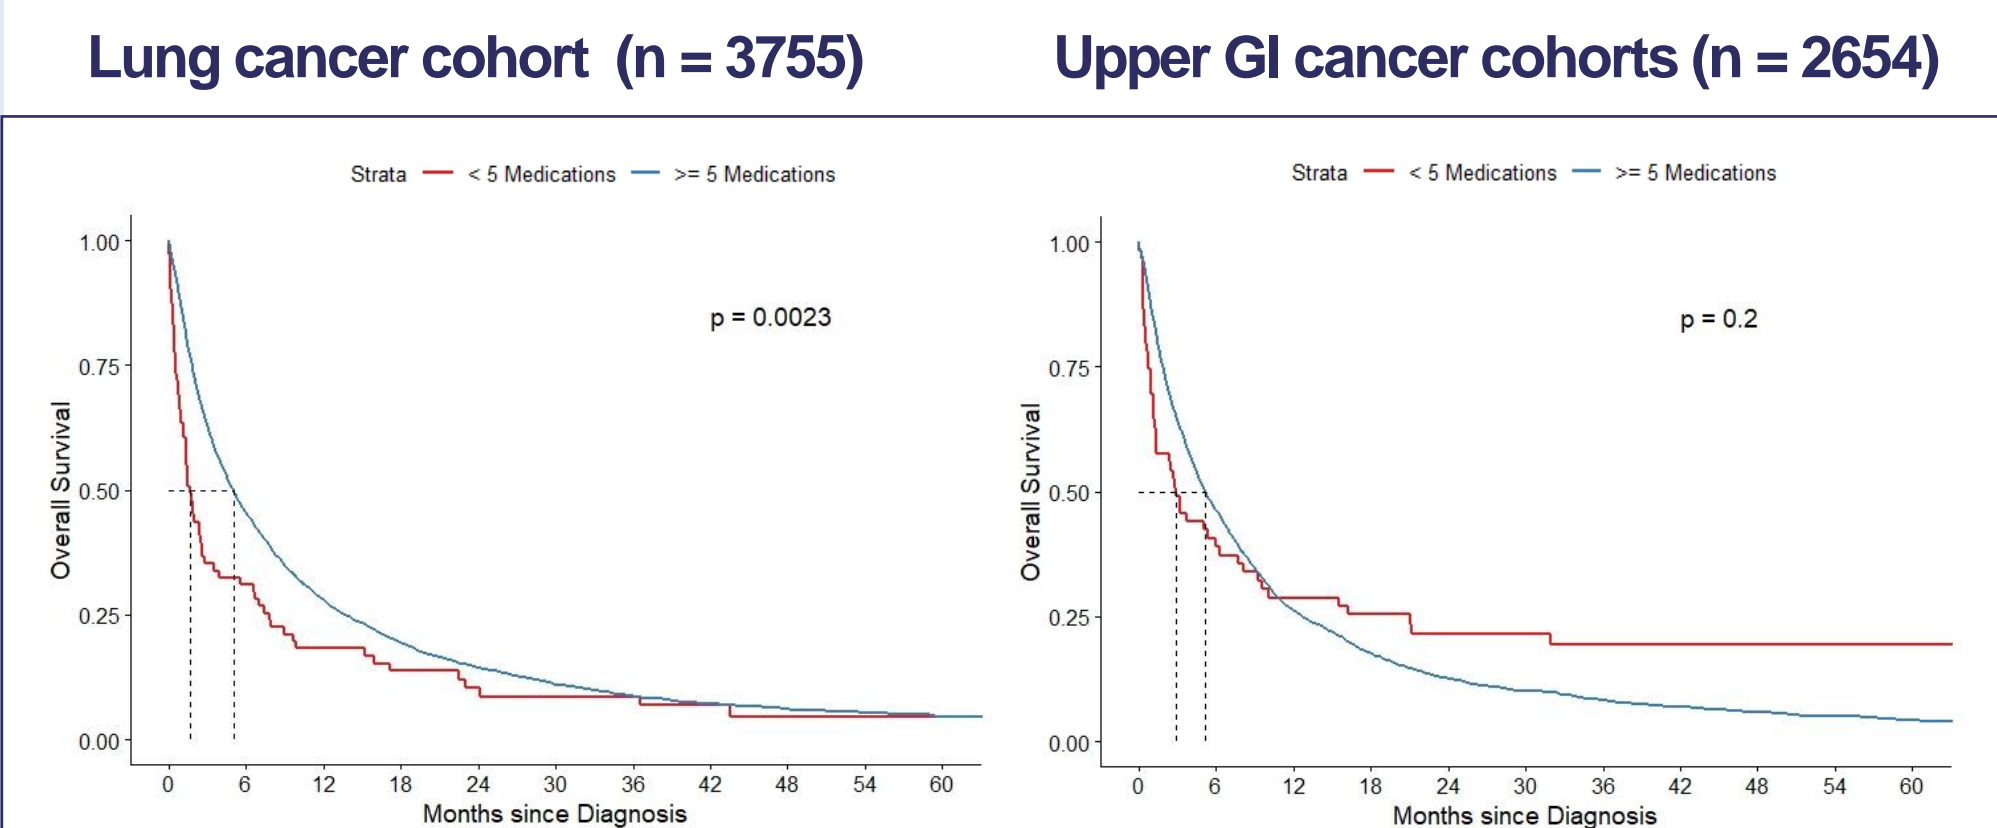 Lung cancer cohort (n = 3755)
Upper GI cancer cohorts (n = 2654)
Strata < 5 Medications >= 5 Medications
1.00
0.75
0.50
0.25
0.00
Overall Survival
p = 0.0023
0 6 12 18 24 30 36 42 48 54 60
Months since Diagnosis
Strata < 5 Medications >= 5 Medications
1.00
0.75
0.50
0.25
0.00
Overall Survival
p = 0.2
0 6 12 18 24 30 36 42 48 54 60
Months since Diagnosis